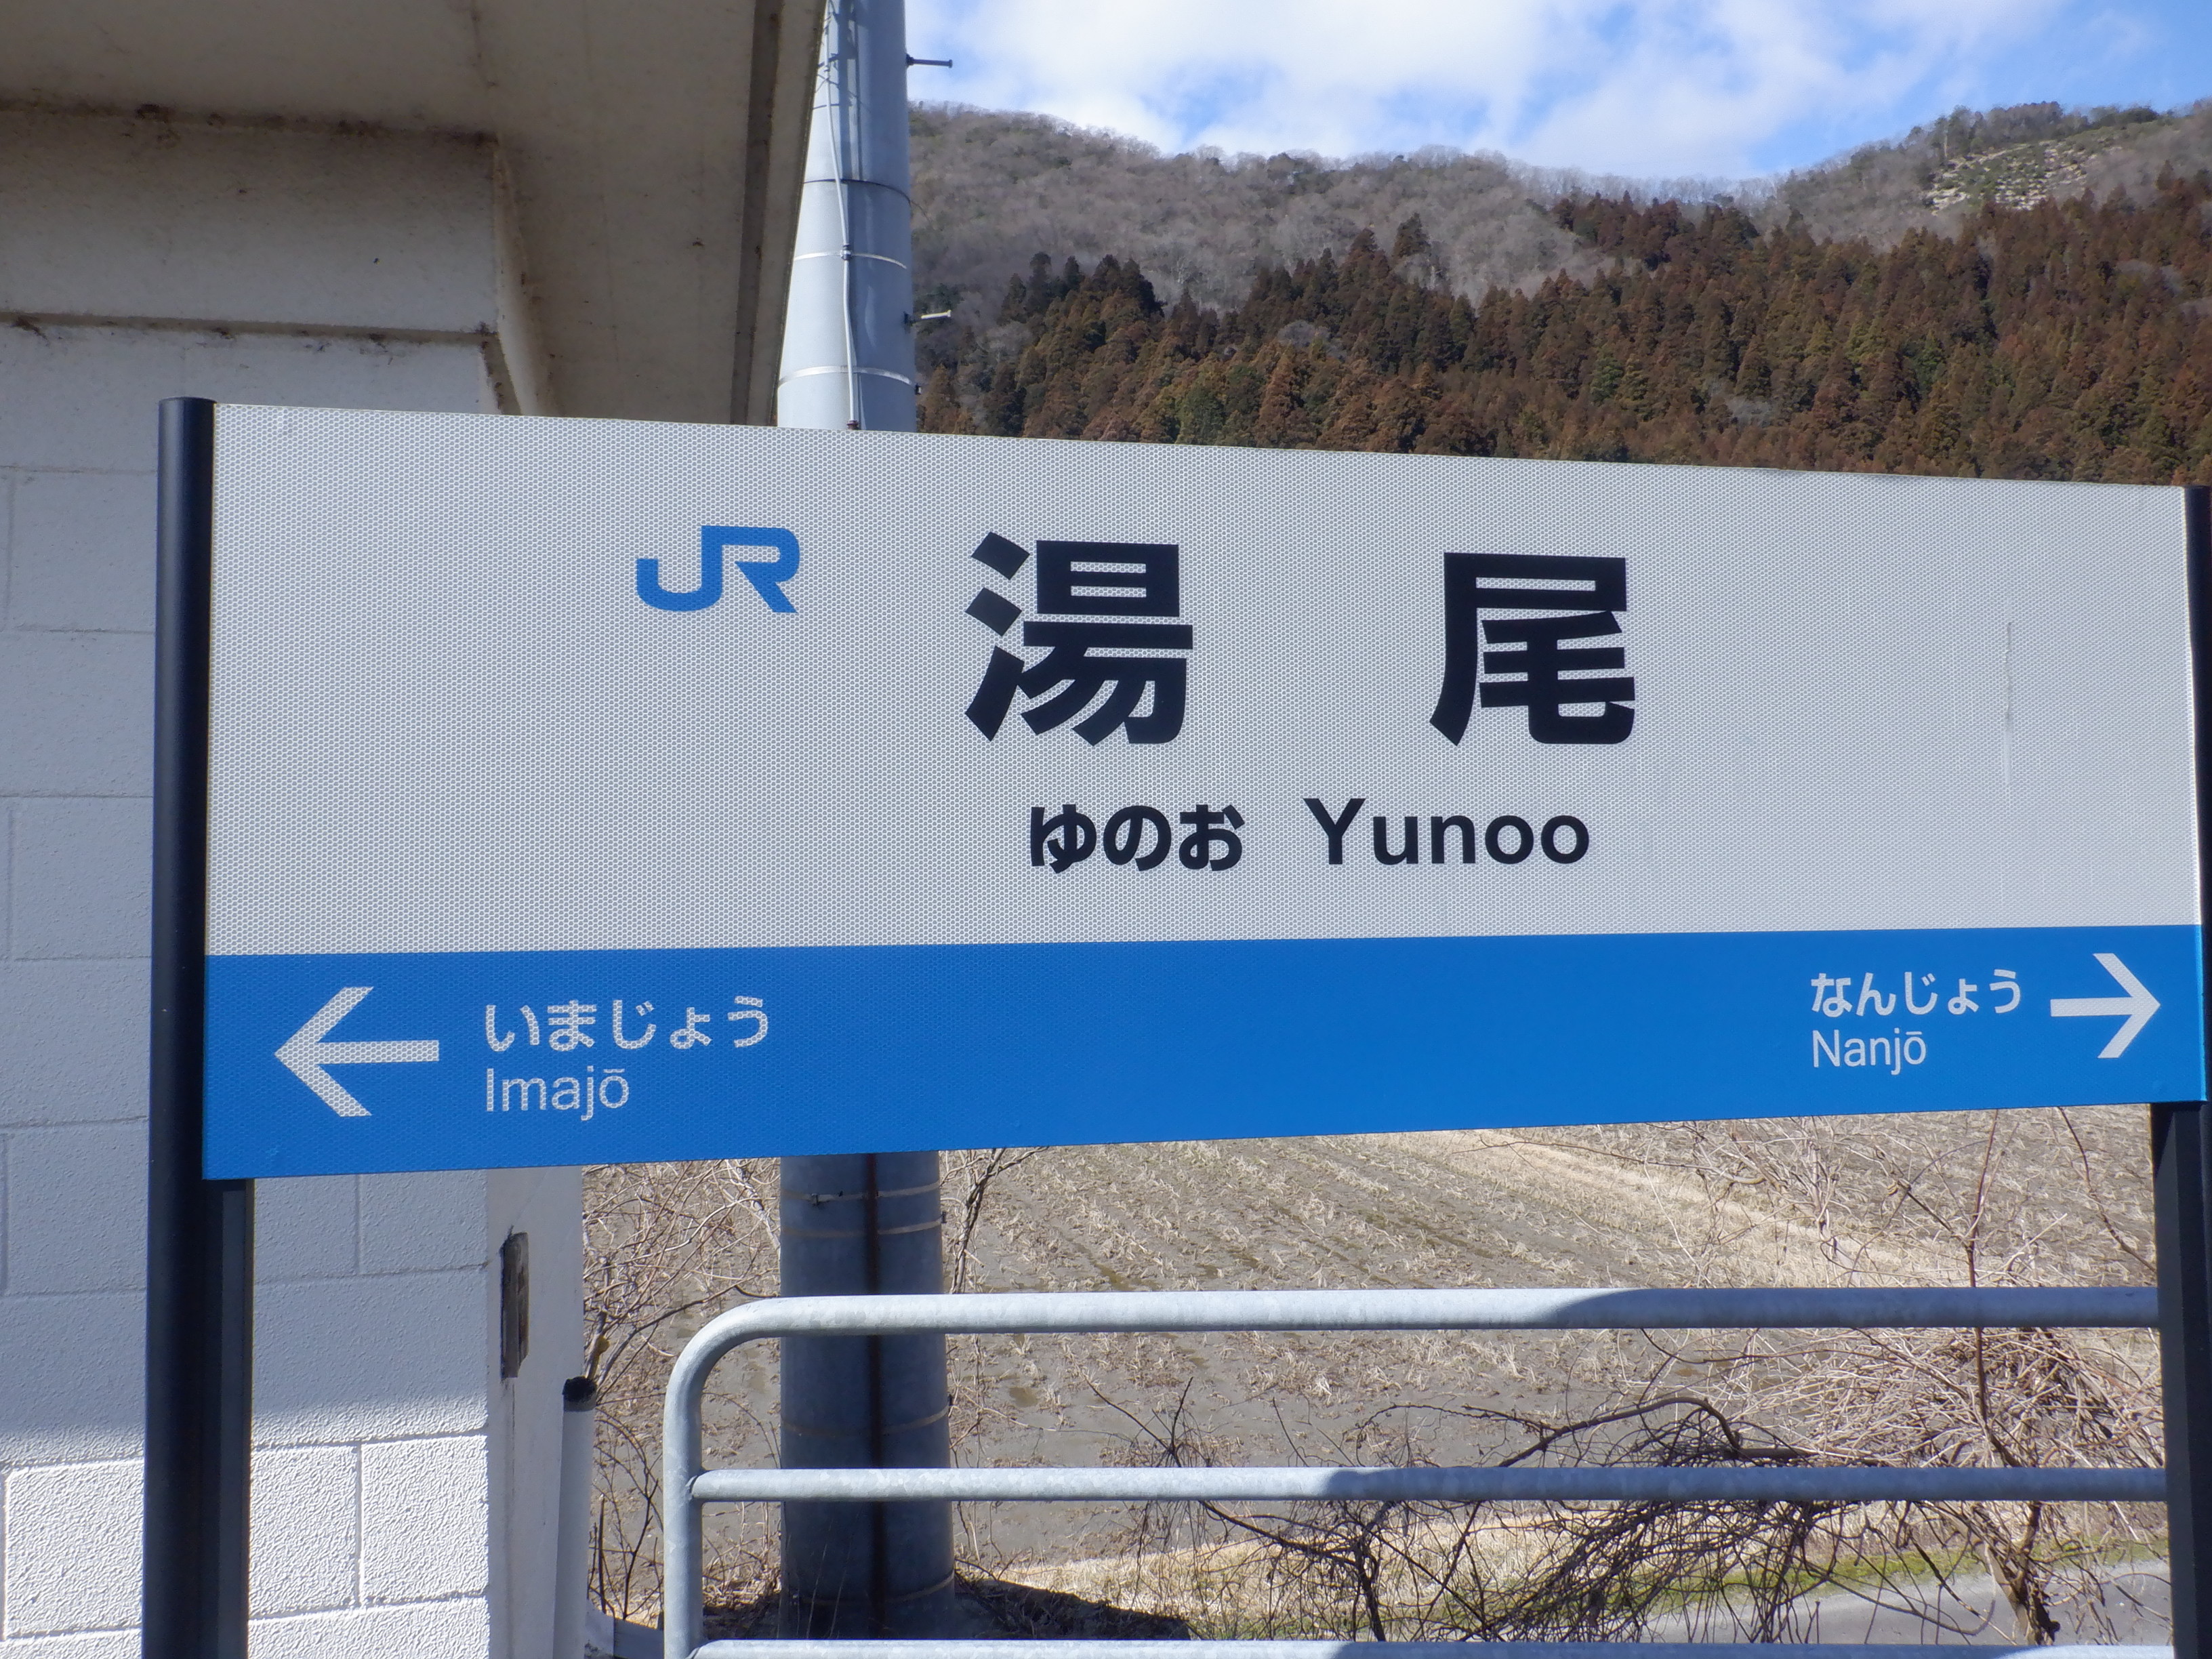 JR 湯尾
ゆのお Yunoo
いまじょう
Imajō
なんじょう
Nanjō